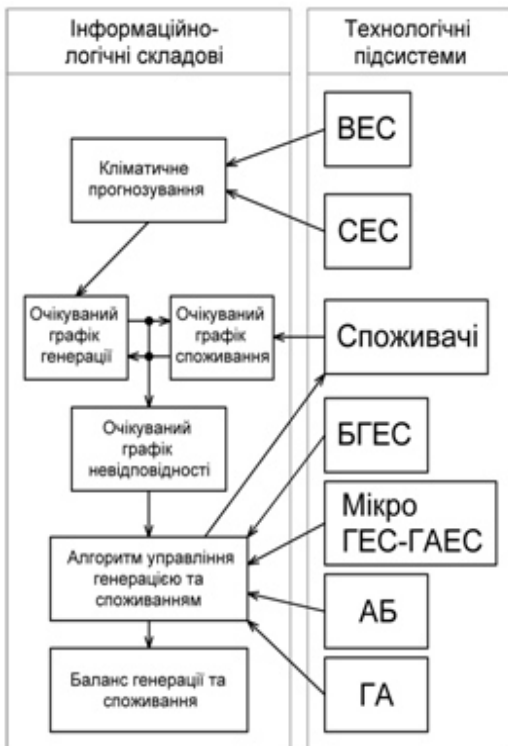 Інформаційно-
логічні складові
Технологічні
підсистеми
ВЕС
Кліматичне
прогнозування
СЕС
Очікуваний
графік
генерації
Очікуваний
графік
споживання
Споживачі
Очікуваний
графік
невідповідності
БГЕС
Мікро
ГЕС-ГАЕС
Алгоритм управління
генерацією та
споживанням
АБ
Баланс генерації та
споживання
ГА